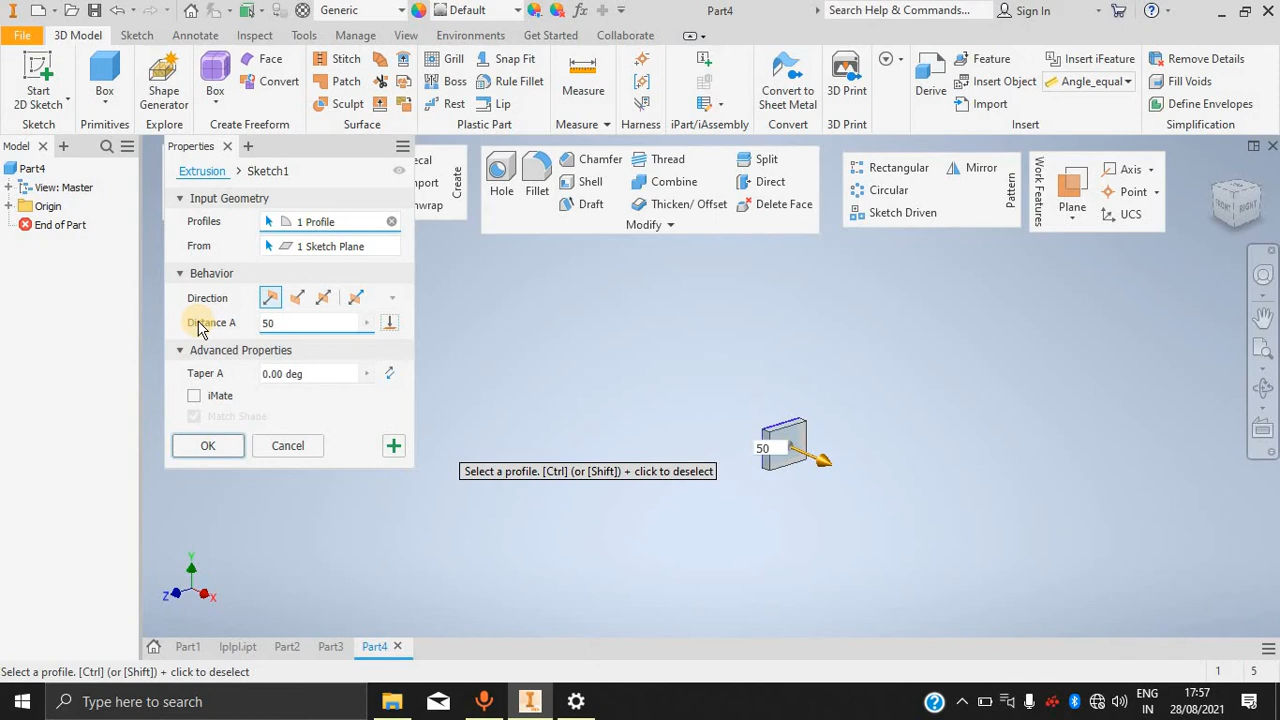 Generic
Default
fx
Part4
Search Help & Commands...
Sign In
File
3D Model
Sketch
Annotate
Inspect
Tools
Manage
View
Environments
Get Started
Collaborate
Start
2D Sketch
Sketch
Box
Primitives
Shape
Generator
Explore
Box
Face
Convert
Create Freeform
Stitch
Patch
Sculpt
Surface
Grill
Boss
Rest
Snap Fit
Rule Fillet
Lip
Plastic Part
Measure
Measure
Harness
iPart/iAssembly
Convert to
Sheet Metal
Convert
3D Print
3D Print
Derive
Feature
Insert Object
Import
Insert iFeature
Angle_equal
Insert
Remove Details
Fill Voids
Define Envelopes
Simplification
Model
Part4
View: Master
Origin
End of Part
Properties
Extrusion > Sketch1
Input Geometry
Profiles
1 Profile
From
1 Sketch Plane
Behavior
Direction
Distance A
50
Advanced Properties
Taper A
0.00 deg
iMate
Match Shape
OK
Cancel
Create
Hole
Fillet
Chamfer
Shell
Draft
Thread
Combine
Thicken/ Offset
Split
Direct
Delete Face
Modify
Rectangular
Circular
Sketch Driven
Mirror
Pattern
Work Features
Plane
Axis
Point
UCS
FRONT
RIGHT
50
Select a profile. [Ctrl] (or [Shift]) + click to deselect
Y
Z
X
Part1
lplpl.ipt
Part2
Part3
Part4
Select a profile. [Ctrl] (or [Shift]) + click to deselect
1
5
Type here to search
ENG
IN
17:57
28/08/2021